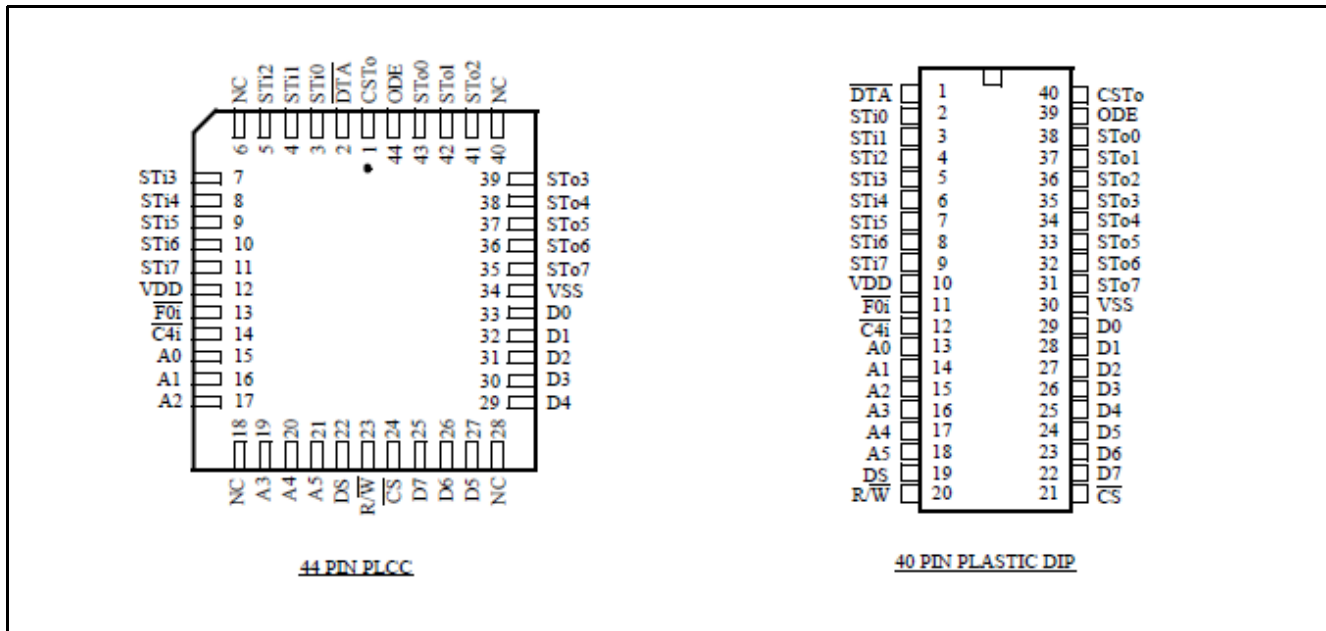 NC STi2 STi1 STi0 DTA CSTo ODE STo0 STo1 STo2 NC
6 5 4 3 2 1 44 43 42 41 40
STi3 7 39 STo3
STi4 8 38 STo4
STi5 9 37 STo5
STi6 10 36 STo6
STi7 11 35 STo7
VDD 12 34 VSS
F0i 13 33 D0
C4i 14 32 D1
A0 15 31 D2
A1 16 30 D3
A2 17 29 D4
18 19 20 21 22 23 24 25 26 27 28
NC A3 A4 A5 DS R/W CS D7 D6 D5 NC
44 PIN PLCC
DTA 1 40 CSTo
STi0 2 39 ODE
STi1 3 38 STo0
STi2 4 37 STo1
STi3 5 36 STo2
STi4 6 35 STo3
STi5 7 34 STo4
STi6 8 33 STo5
STi7 9 32 STo6
VDD 10 31 STo7
F0i 11 30 VSS
C4i 12 29 D0
A0 13 28 D1
A1 14 27 D2
A2 15 26 D3
A3 16 25 D4
A4 17 24 D5
A5 18 23 D6
DS 19 22 D7
R/W 20 21 CS
40 PIN PLASTIC DIP